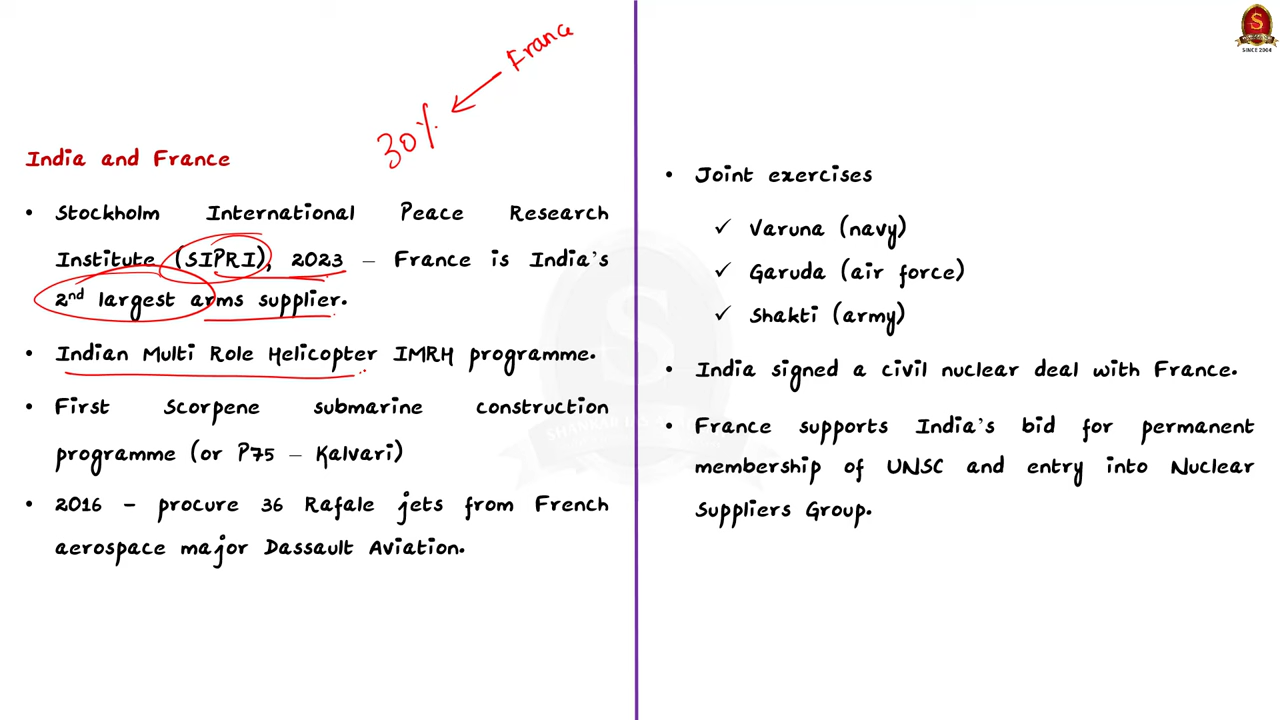 France
30%
India and France
• Stockholm International Peace Research
Institute (SIPRI), 2023 – France is India's
2nd largest arms supplier.
• Indian Multi Role Helicopter IMRH programme.
• First Scorpene submarine construction
programme (or P75 – Kalvari)
• 2016 – procure 36 Rafale jets from French
aerospace major Dassault Aviation.
• Joint exercises
✓ Varuna (navy)
✓ Garuda (air force)
✓ Shakti (army)
• India signed a civil nuclear deal with France.
• France supports India's bid for permanent
membership of UNSC and entry into Nuclear
Suppliers Group.
S
SINCE 2004